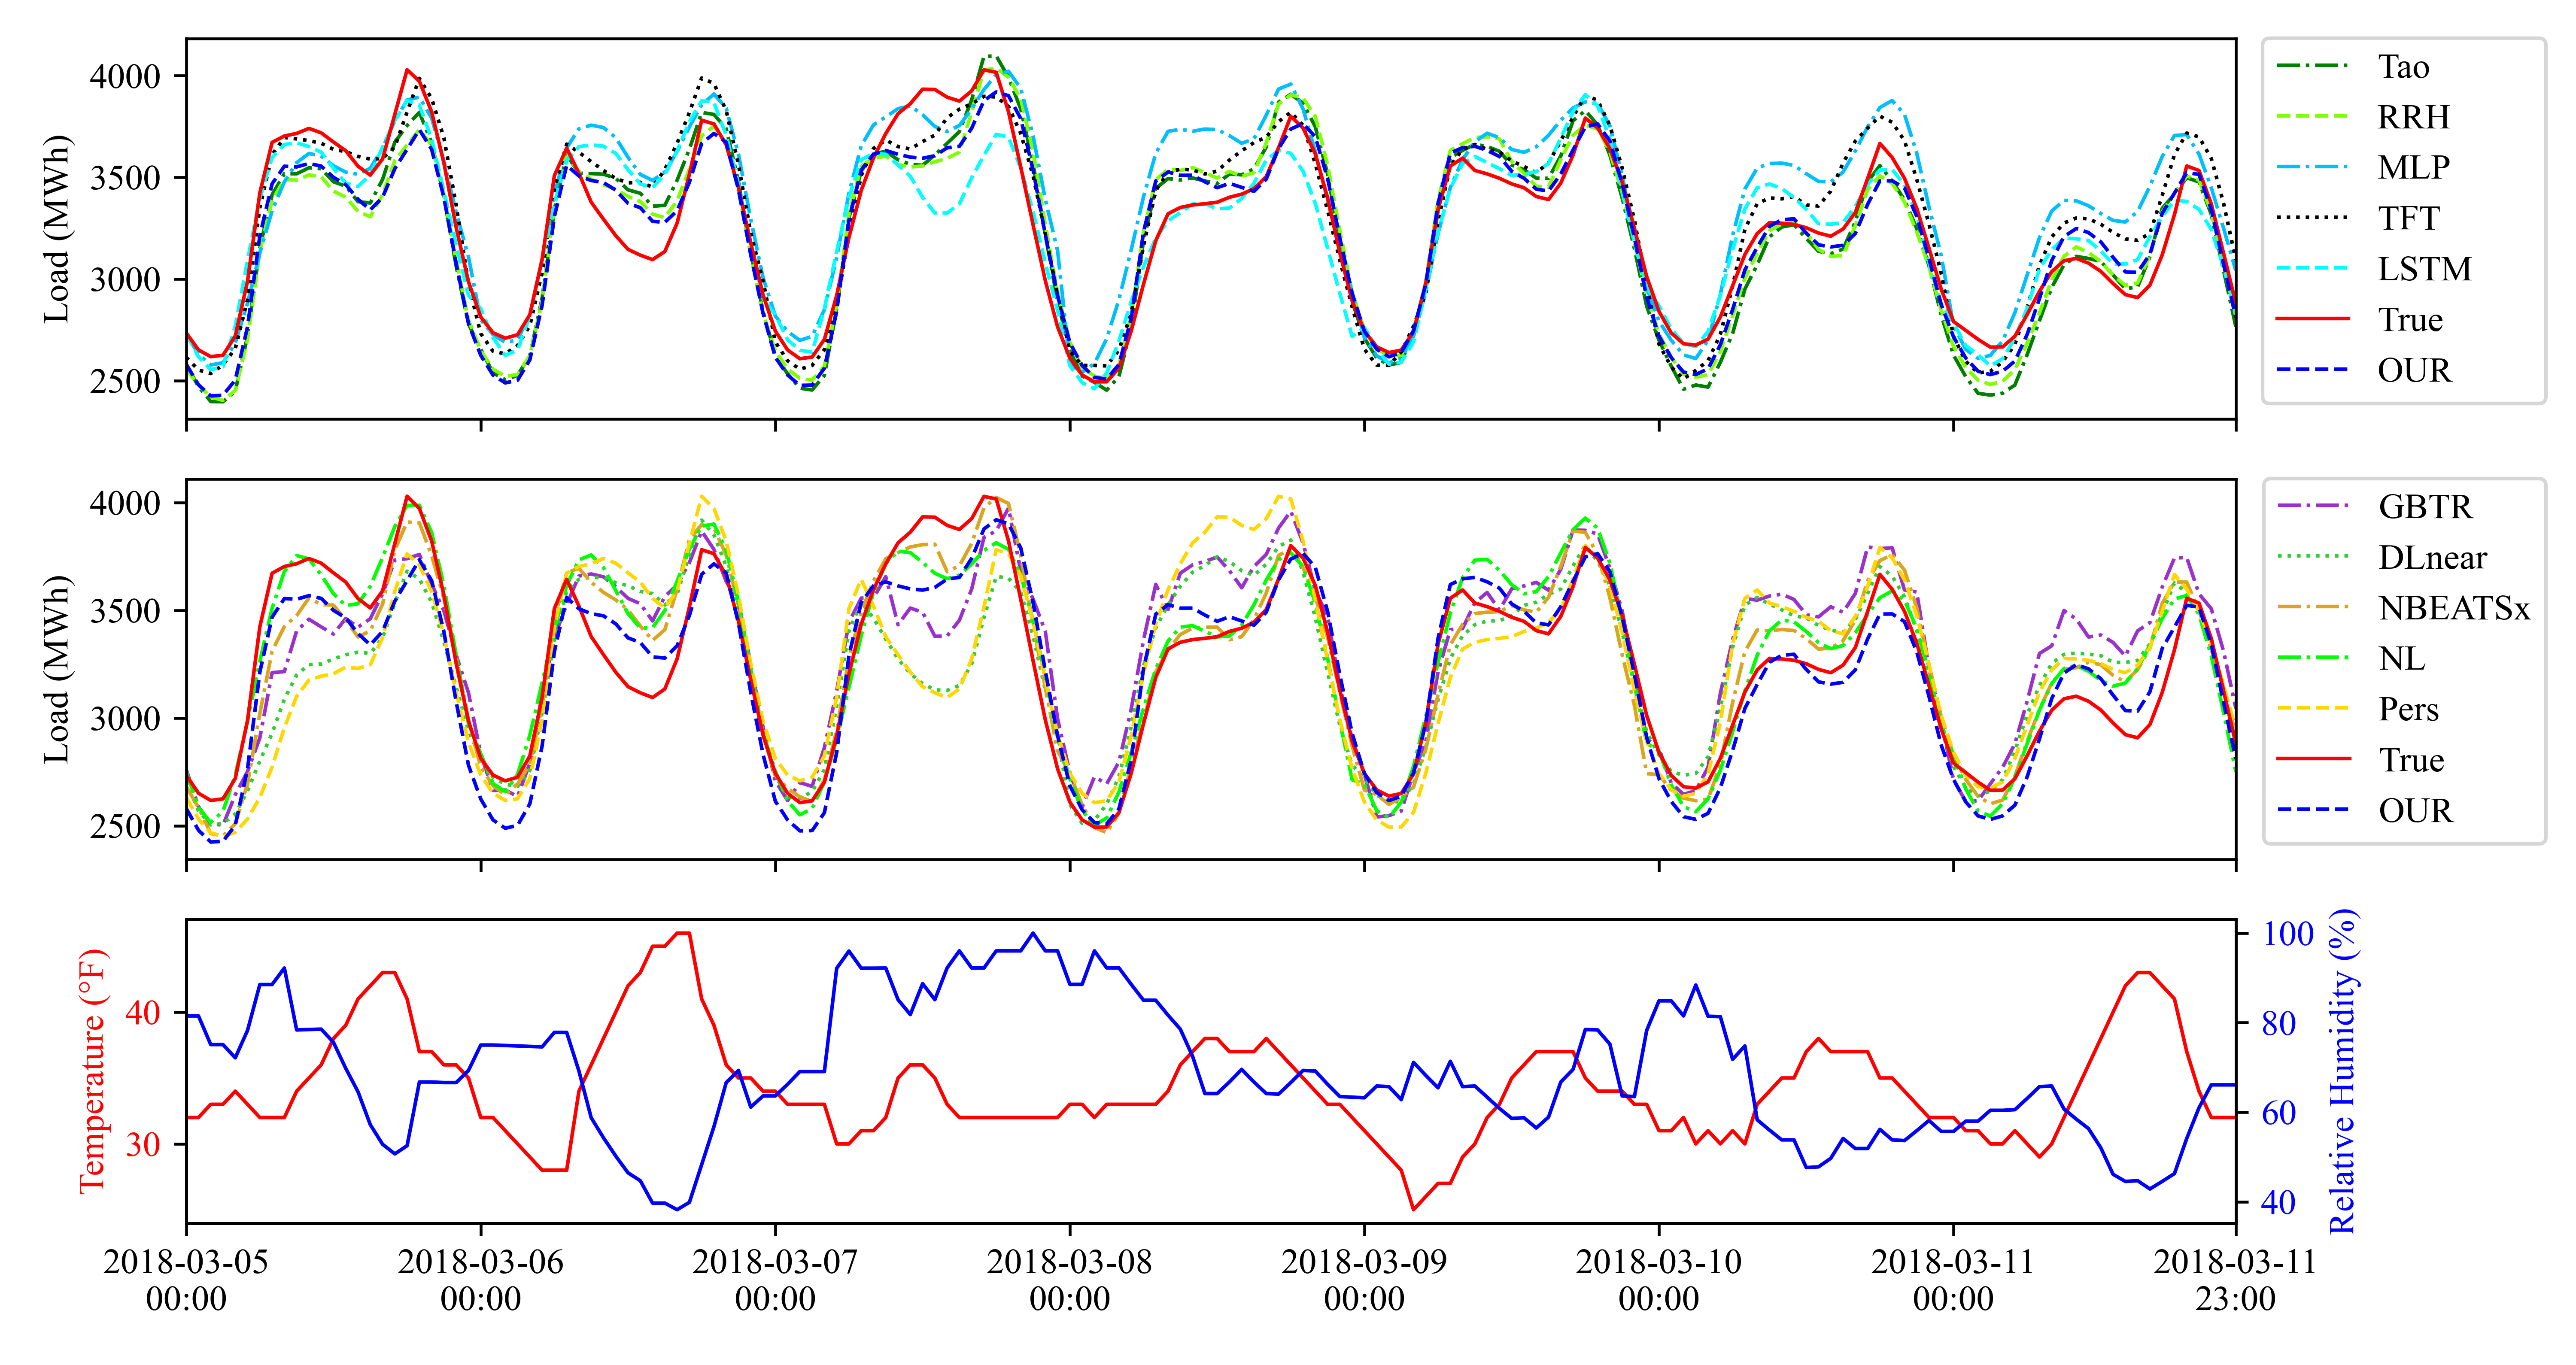 Load (MWh)
4000
3500
3000
2500
Tao
RRH
MLP
TFT
LSTM
True
OUR
Load (MWh)
4000
3500
3000
2500
GBTR
DLnear
NBEATSx
NL
Pers
True
OUR
Temperature (°F)
40
30
100
80
60
40
Relative Humidity (%)
2018-03-05
00:00
2018-03-06
00:00
2018-03-07
00:00
2018-03-08
00:00
2018-03-09
00:00
2018-03-10
00:00
2018-03-11
00:00
2018-03-11
23:00